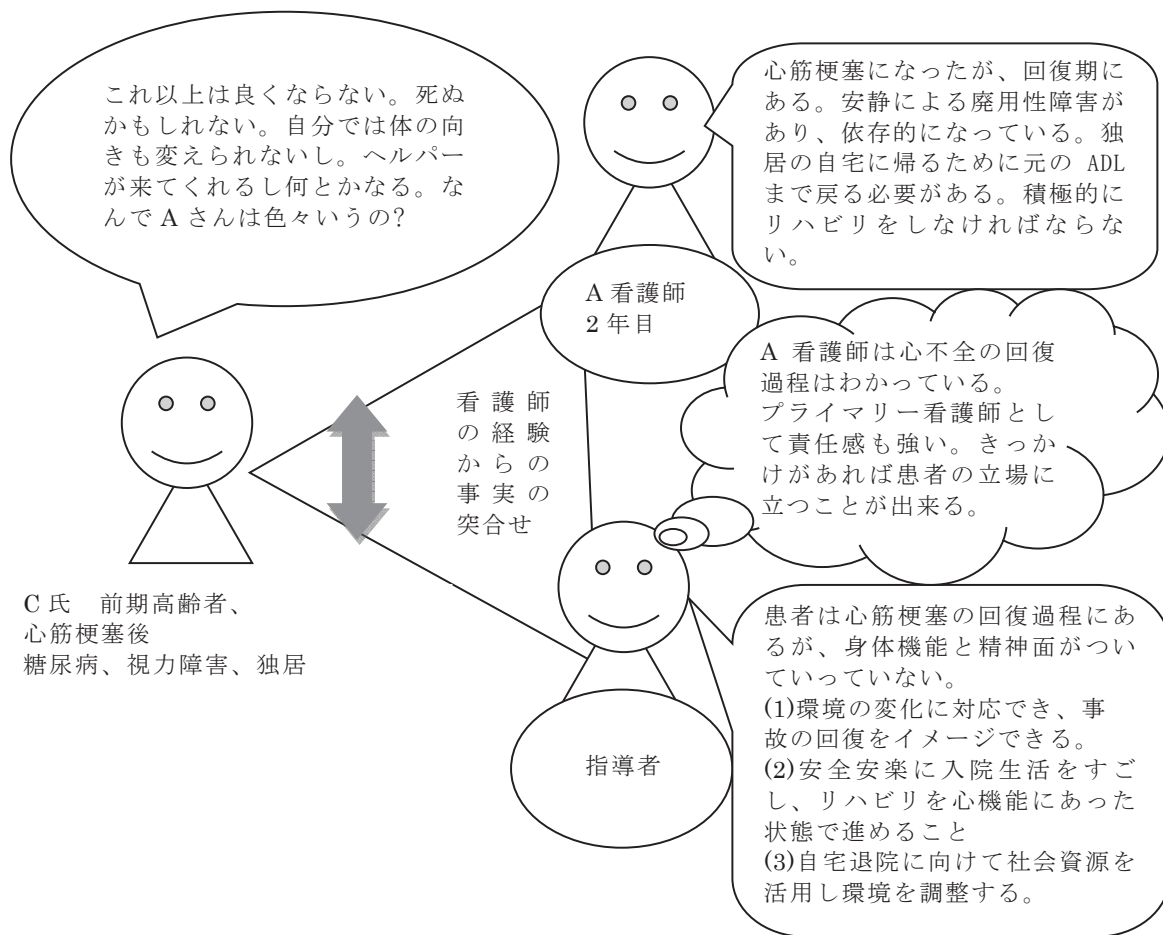 これ以上は良くならない。死ぬ
かもしれない。自分では体の向
きも変えられないし。ヘルパー
が来てくれるし何とかなる。な
んで A さんは色々いうの?
心筋梗塞になったが、回復期に
ある。安静による廃用性障害が
あり、依存的になっている。独
居の自宅に帰るために元の ADL
まで戻る必要がある。積極的に
リハビリをしなければならな
い。
A 看護師
2 年目
A 看護師は心不全の回復
過程はわかっている。
プライマリー看護師とし
て責任感も強い。きっか
けがあれば患者の立場に
立つことが出来る。
看護師
の経験
からの
事実の
突合せ
C 氏　前期高齢者、
心筋梗塞後
糖尿病、視力障害、独居
指導者
患者は心筋梗塞の回復過程にあ
るが、身体機能と精神面がつい
ていっていない。
(1)環境の変化に対応でき、事
故の回復をイメージできる。
(2)安全安楽に入院生活をすご
し、リハビリを心機能にあった
状態で進めること
(3)自宅退院に向けて社会資源を
活用し環境を調整する。